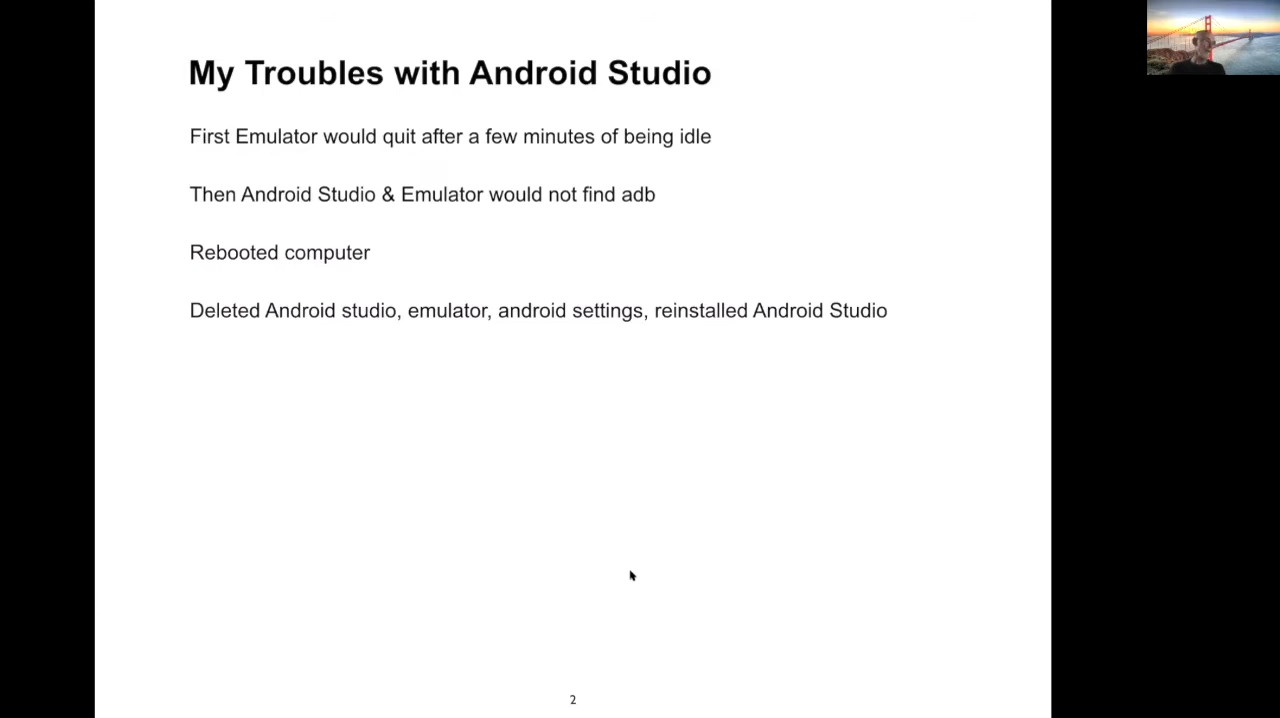 My Troubles with Android Studio
First Emulator would quit after a few minutes of being idle
Then Android Studio & Emulator would not find adb
Rebooted computer
Deleted Android studio, emulator, android settings, reinstalled Android Studio
2